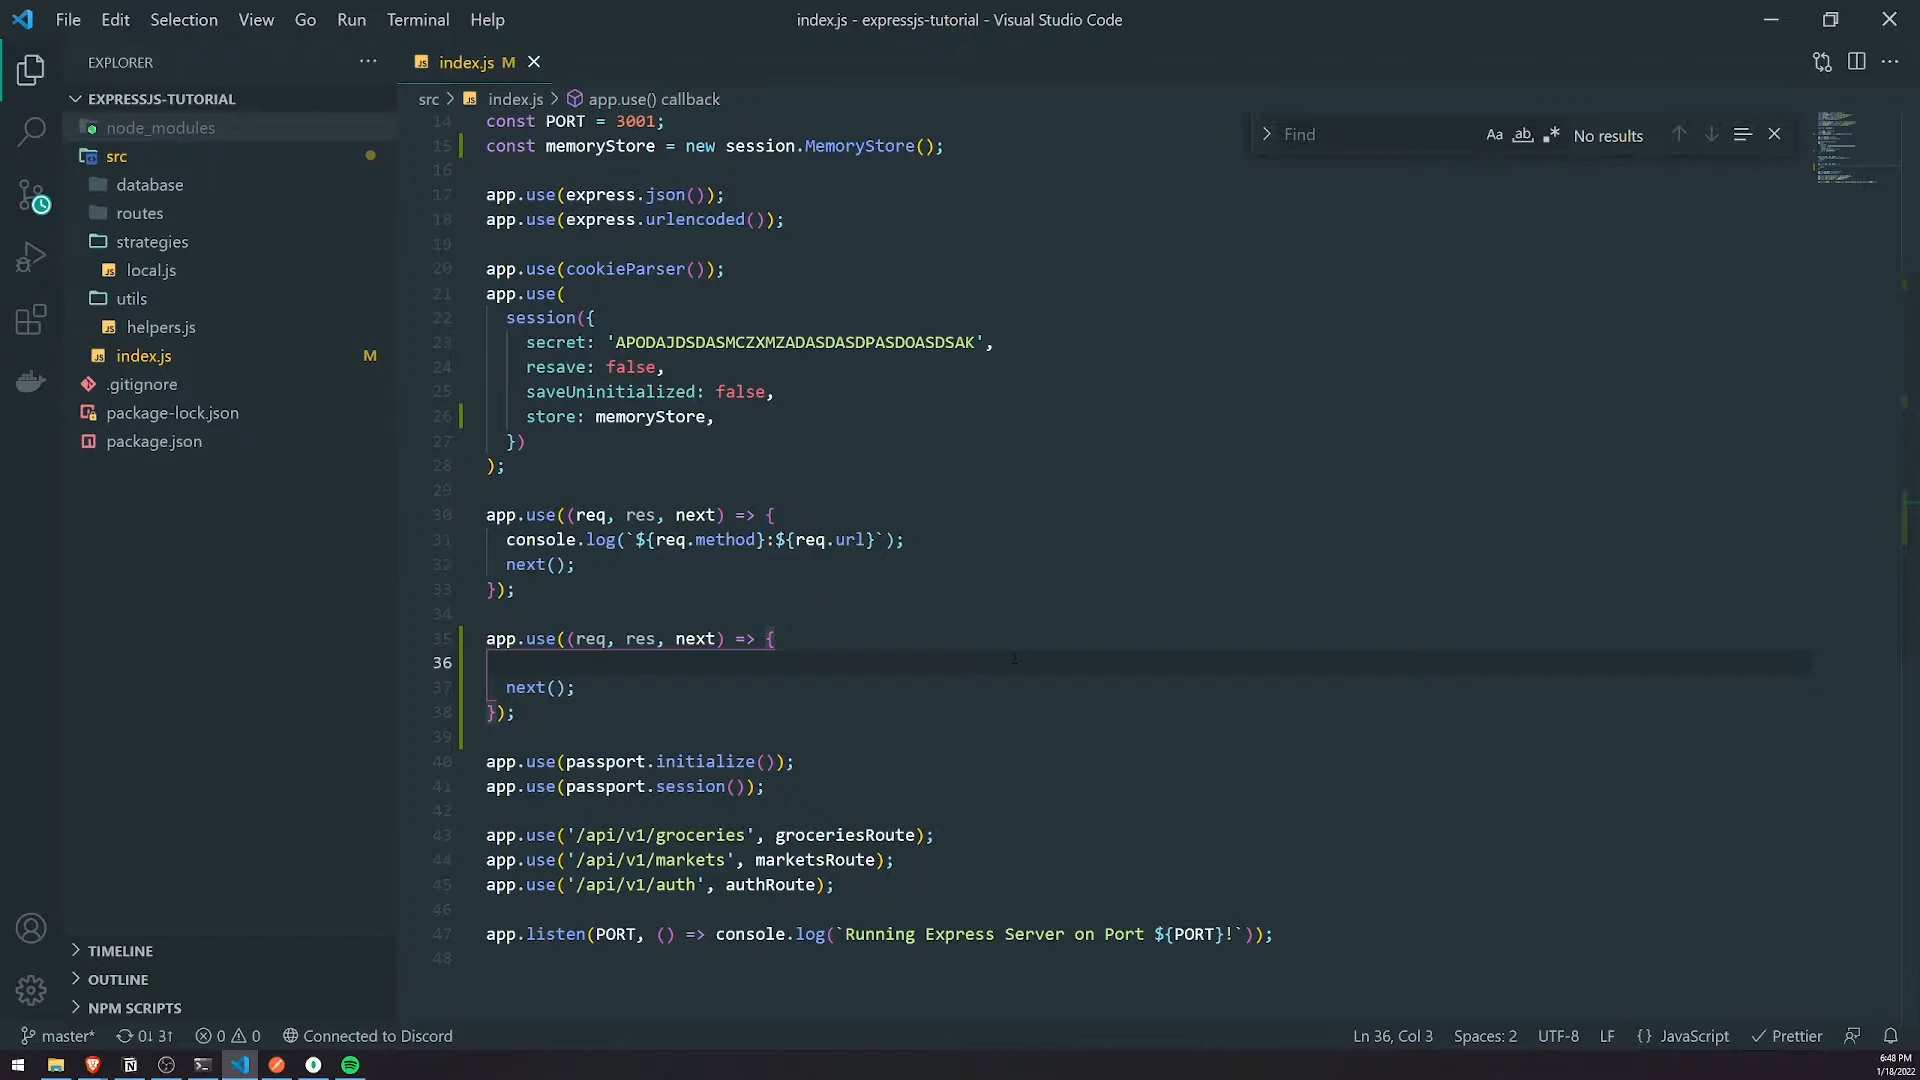 File Edit Selection View Go Run Terminal Help
index.js - expressjs-tutorial - Visual Studio Code
EXPLORER
EXPRESSJS-TUTORIAL
node_modules
src
database
routes
strategies
local.js
utils
helpers.js
index.js M
.gitignore
package-lock.json
package.json
TIMELINE
OUTLINE
NPM SCRIPTS
index.js M
src > index.js > app.use() callback
Find Aa ab No results
14 const PORT = 3001;
15 const memoryStore = new session.MemoryStore();
16
17 app.use(express.json());
18 app.use(express.urlencoded());
19
20 app.use(cookieParser());
21 app.use(
22 session({
23 secret: 'APODAJDSDASMCZXMZADASDASDPASDOASDSAK',
24 resave: false,
25 saveUninitialized: false,
26 store: memoryStore,
27 })
28 );
29
30 app.use((req, res, next) => {
31 console.log(`${req.method}:${req.url}`);
32 next();
33 });
34
35 app.use((req, res, next) => {
36
37 next();
38 });
39
40 app.use(passport.initialize());
41 app.use(passport.session());
42
43 app.use('/api/v1/groceries', groceriesRoute);
44 app.use('/api/v1/markets', marketsRoute);
45 app.use('/api/v1/auth', authRoute);
46
47 app.listen(PORT, () => console.log(`Running Express Server on Port ${PORT}!`));
48
master* 0↓ 3↑ 0 0 Connected to Discord
Ln 36, Col 3 Spaces: 2 UTF-8 LF {} JavaScript Prettier
6:48 PM
1/18/2022